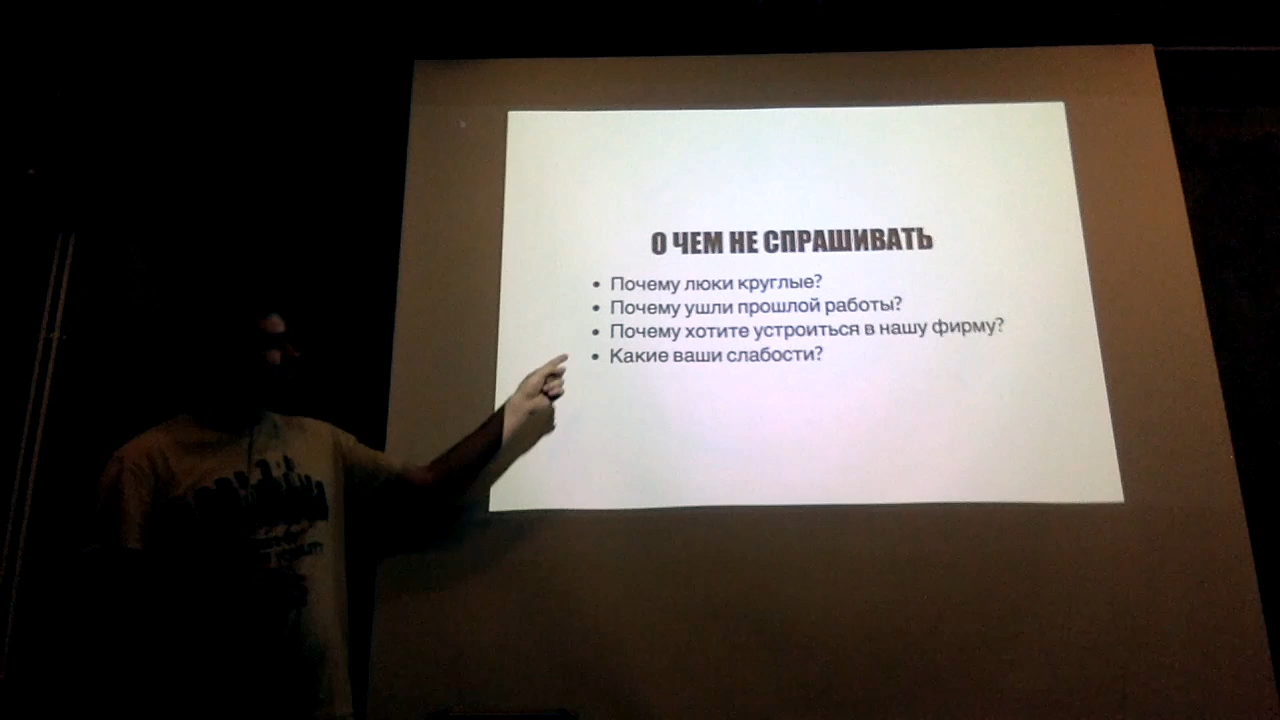 О ЧЕМ НЕ СПРАШИВАТЬ
• Почему люки круглые?
• Почему ушли прошлой работы?
• Почему хотите устроиться в нашу фирму?
• Какие ваши слабости?